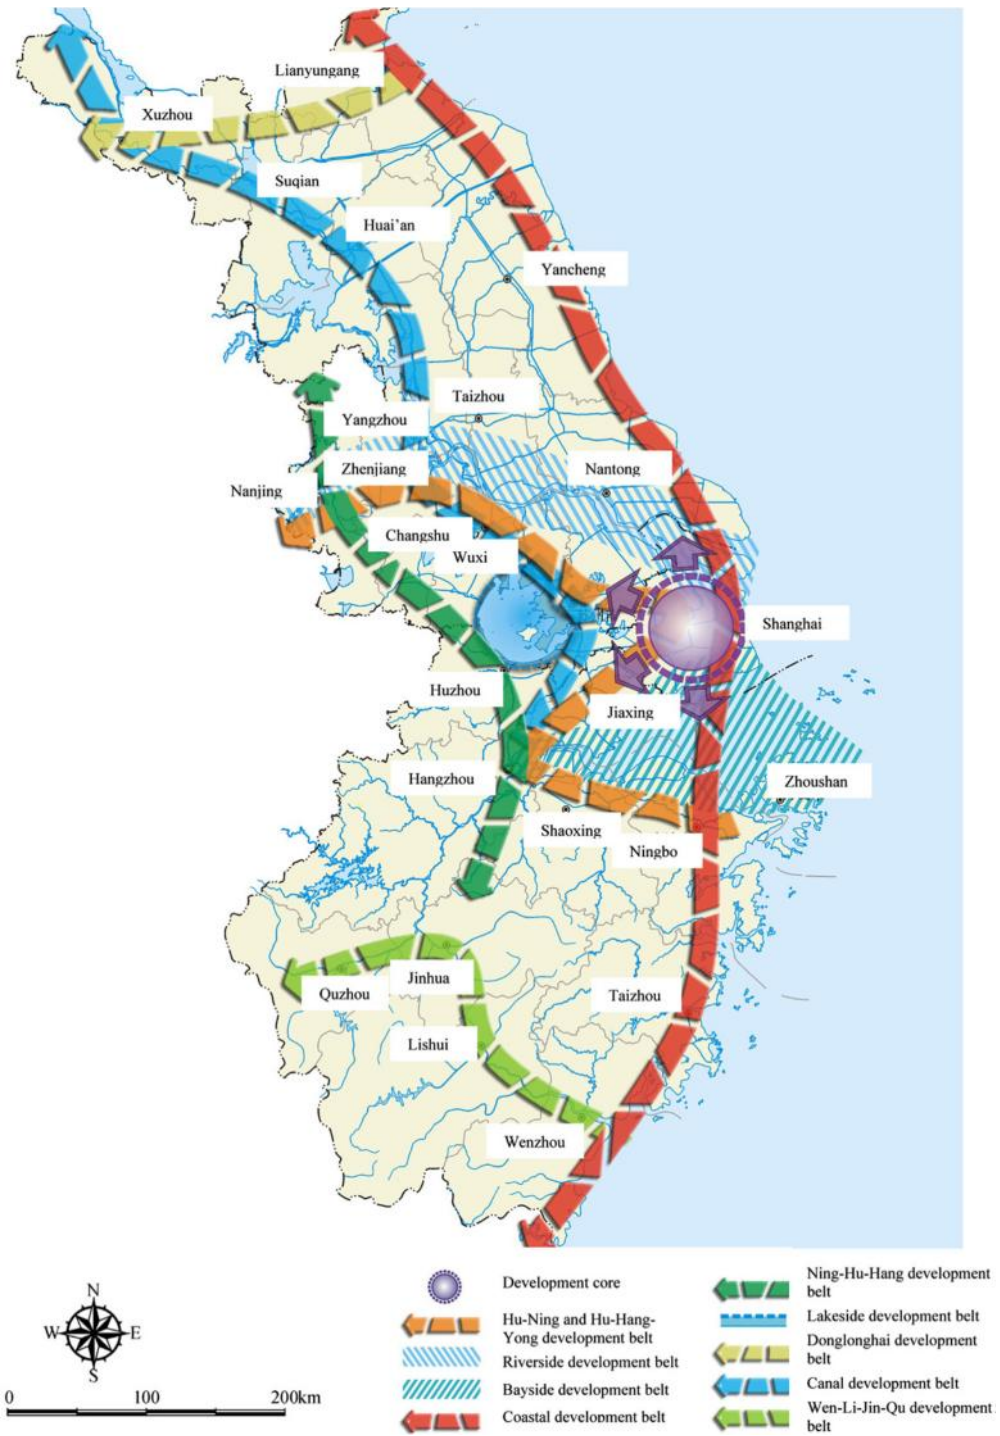 Lianyungang
Xuzhou
Suqian
Huai'an
Yancheng
Taizhou
Yangzhou
Zhenjiang
Nantong
Nanjing
Changshu
Wuxi
Shanghai
Huzhou
Jiaxing
Hangzhou
Zhoushan
Shaoxing
Ningbo
Jinhua
Quzhou
Taizhou
Lishui
Wenzhou
N
W
E
S
0 100 200km
Development core
Hu-Ning and Hu-Hang-
Yong development belt
Riverside development belt
Bayside development belt
Coastal development belt
Ning-Hu-Hang development
belt
Lakeside development belt
Donglonghai development
belt
Canal development belt
Wen-Li-Jin-Qu development
belt